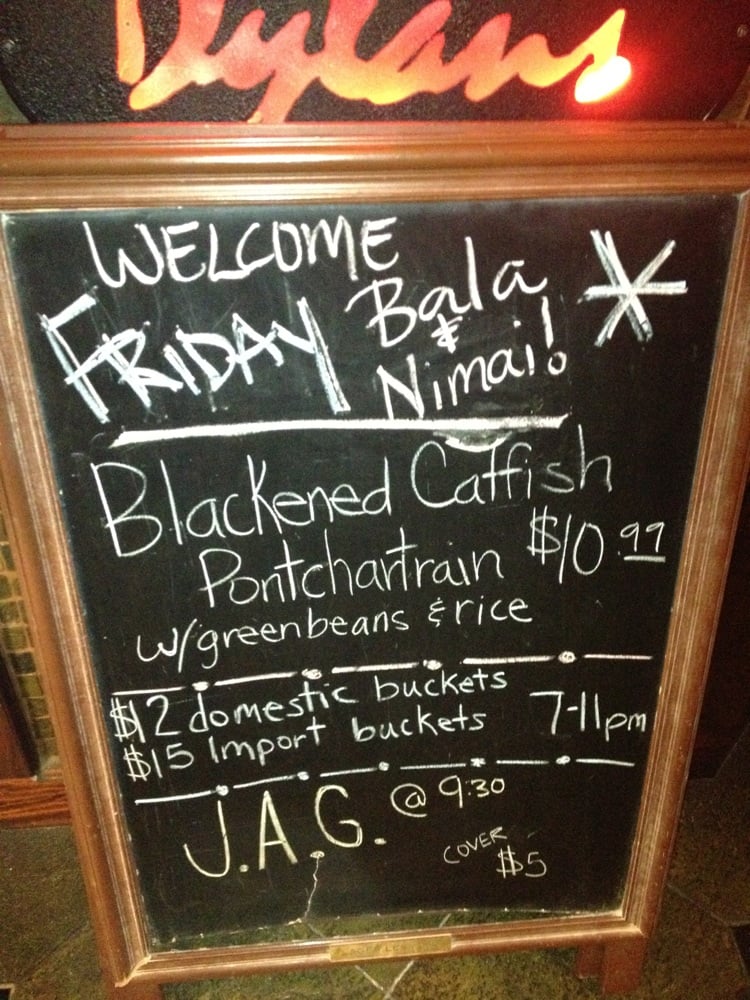 Dylans
WELCOME
FRIDAY Bala
& Nimai!
Blackened Catfish
Pontchartrain $10.99
w/greenbeans & rice
$12 domestic buckets
$15 Import buckets 7-11pm
J.A.G. @ 9:30
COVER
$5